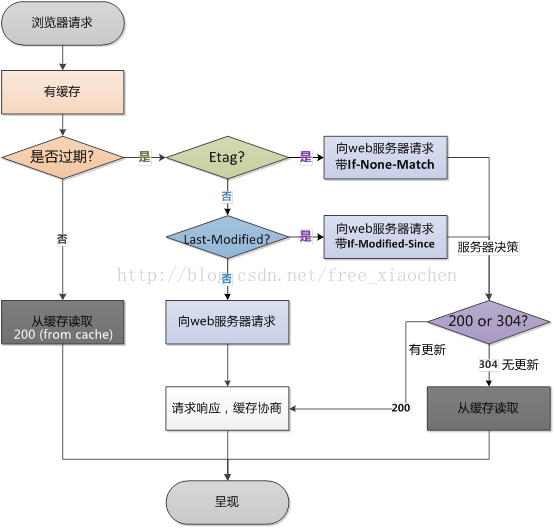 浏览器请求
有缓存
是否过期?
是
Etag?
是
向web服务器请求
带If-None-Match
否
否
Last-Modified?
是
向web服务器请求
带If-Modified-Since
服务器决策
http://blog.csdn.net/free_xiaochen
否
从缓存读取
200 (from cache)
向web服务器请求
200 or 304?
有更新
304 无更新
请求响应，缓存协商
200
从缓存读取
呈现